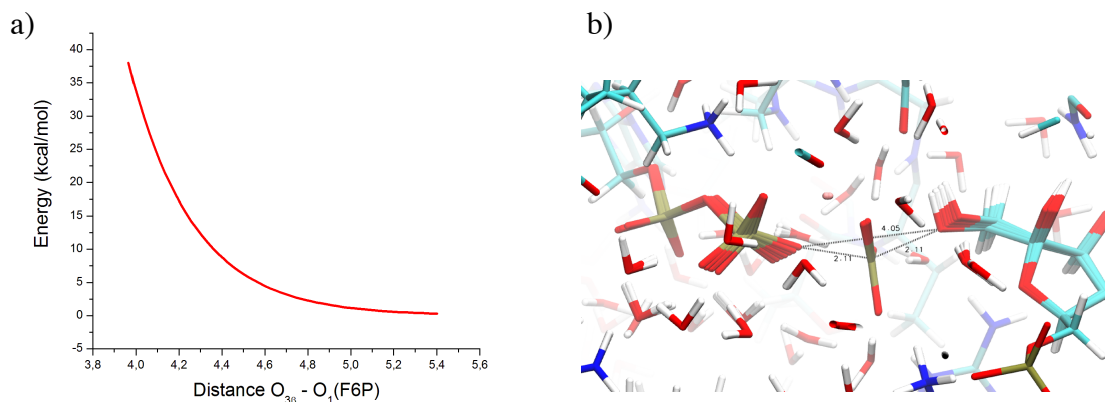 a)
b)
Energy (kcal/mol)
40
35
30
25
20
15
10
5
0
-5
3,8 4,0 4,2 4,4 4,6 4,8 5,0 5,2 5,4 5,6
Distance O₃ᵦ - O₁(F6P)
4.05
2.11 2.11